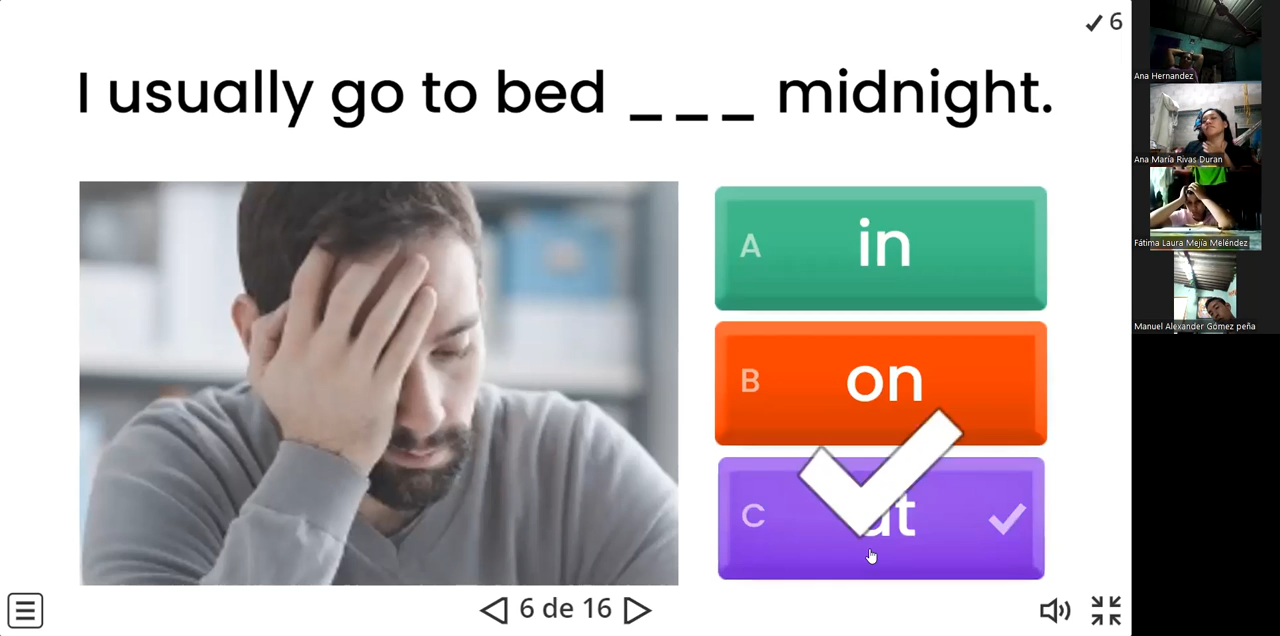 ✓ 6
I usually go to bed _ _ _ midnight.
A in
B on
C at
6 de 16
Ana Hernandez
Ana María Rivas Duran
Fátima Laura Mejía Meléndez
Manuel Alexander Gómez peña